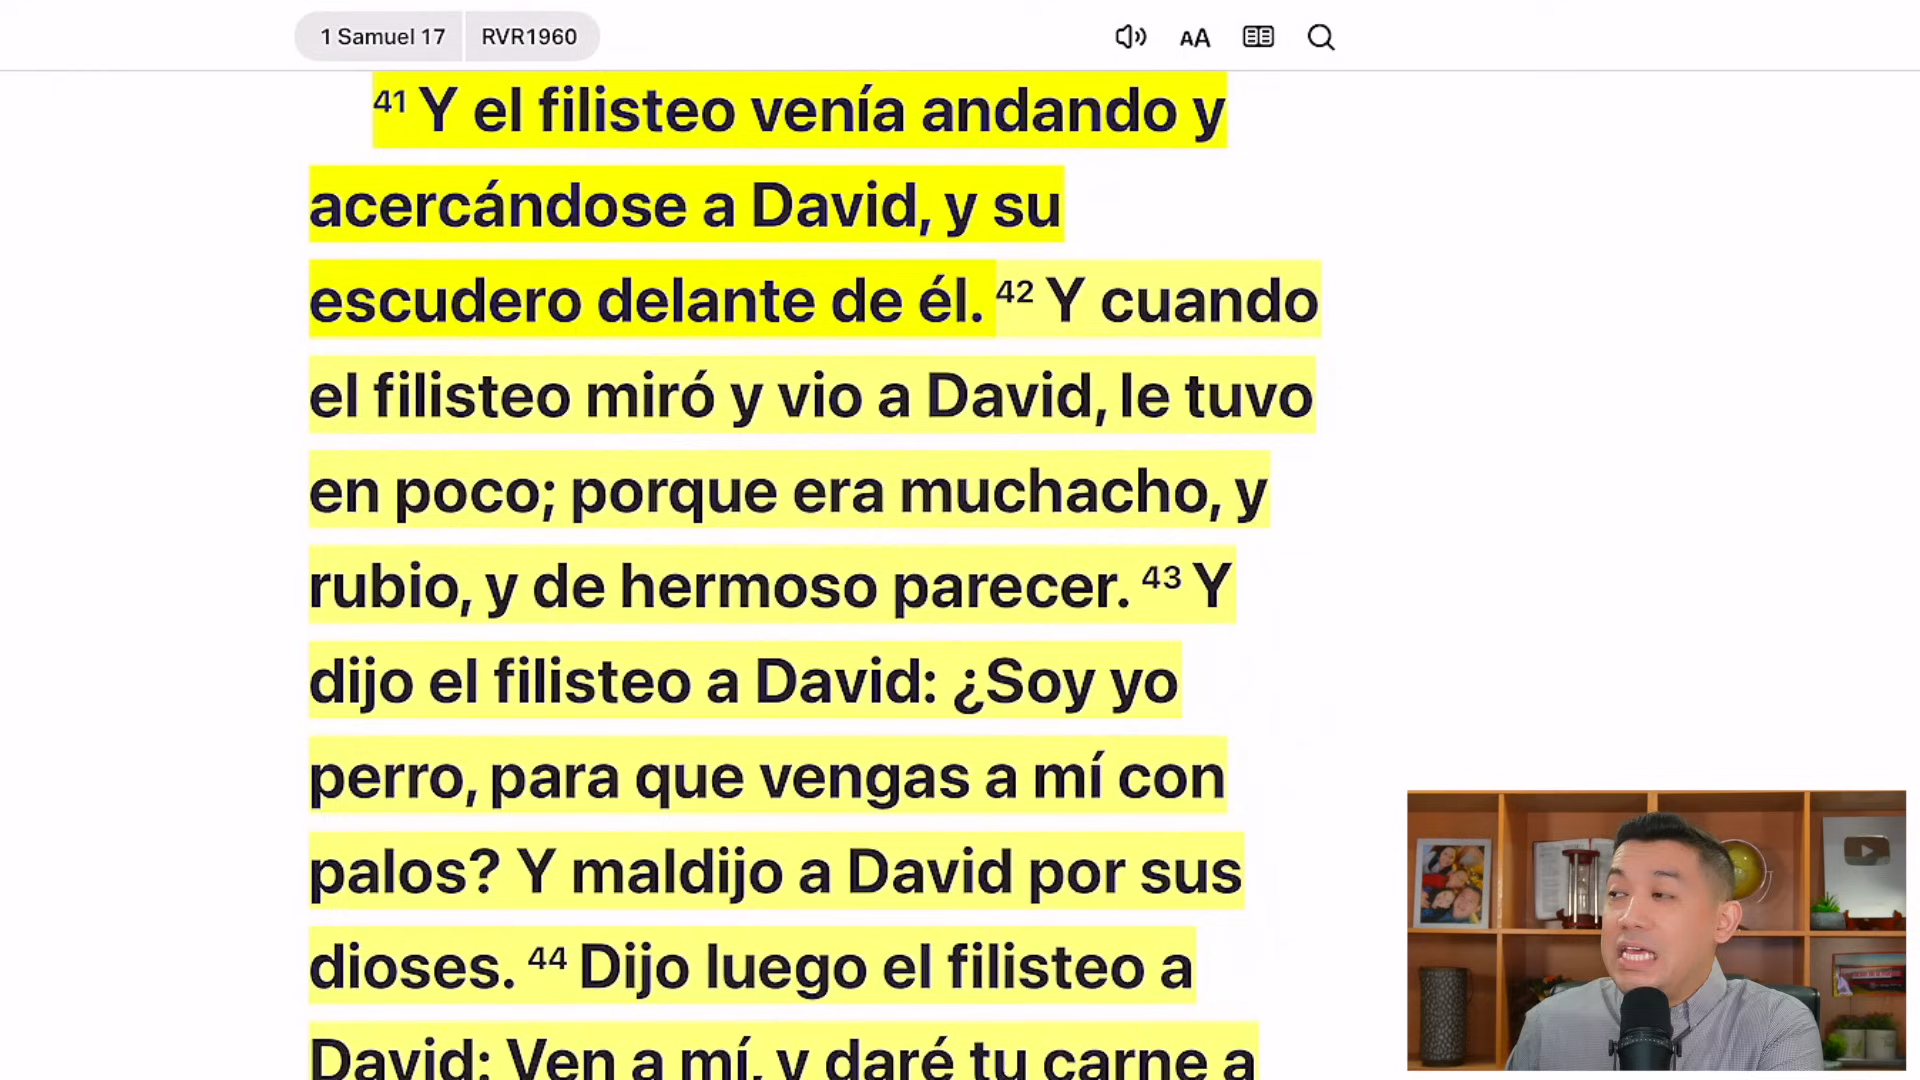 1 Samuel 17 RVR1960
41 Y el filisteo venía andando y
acercándose a David, y su
escudero delante de él. 42 Y cuando
el filisteo miró y vio a David, le tuvo
en poco; porque era muchacho, y
rubio, y de hermoso parecer. 43 Y
dijo el filisteo a David: ¿Soy yo
perro, para que vengas a mí con
palos? Y maldijo a David por sus
dioses. 44 Dijo luego el filisteo a
David: Ven a mí, y daré tu carne a